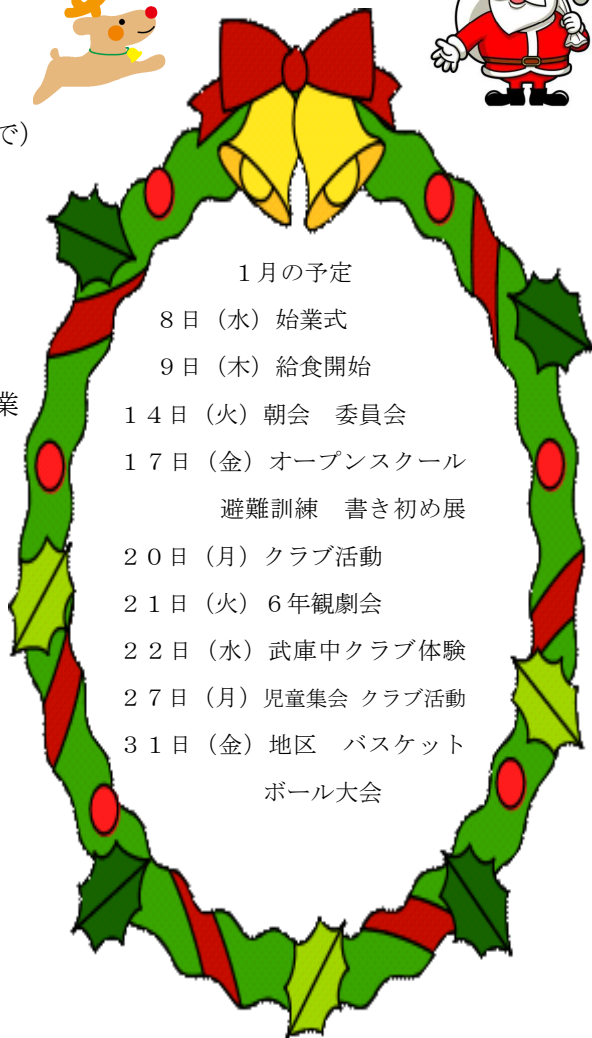 で）
業
１月の予定
８日（水）始業式
９日（木）給食開始
１４日（火）朝会　委員会
１７日（金）オープンスクール
避難訓練　書き初め展
２０日（月）クラブ活動
２１日（火）６年観劇会
２２日（水）武庫中クラブ体験
２７日（月）児童集会 クラブ活動
３１日（金）地区　バスケット
ボール大会